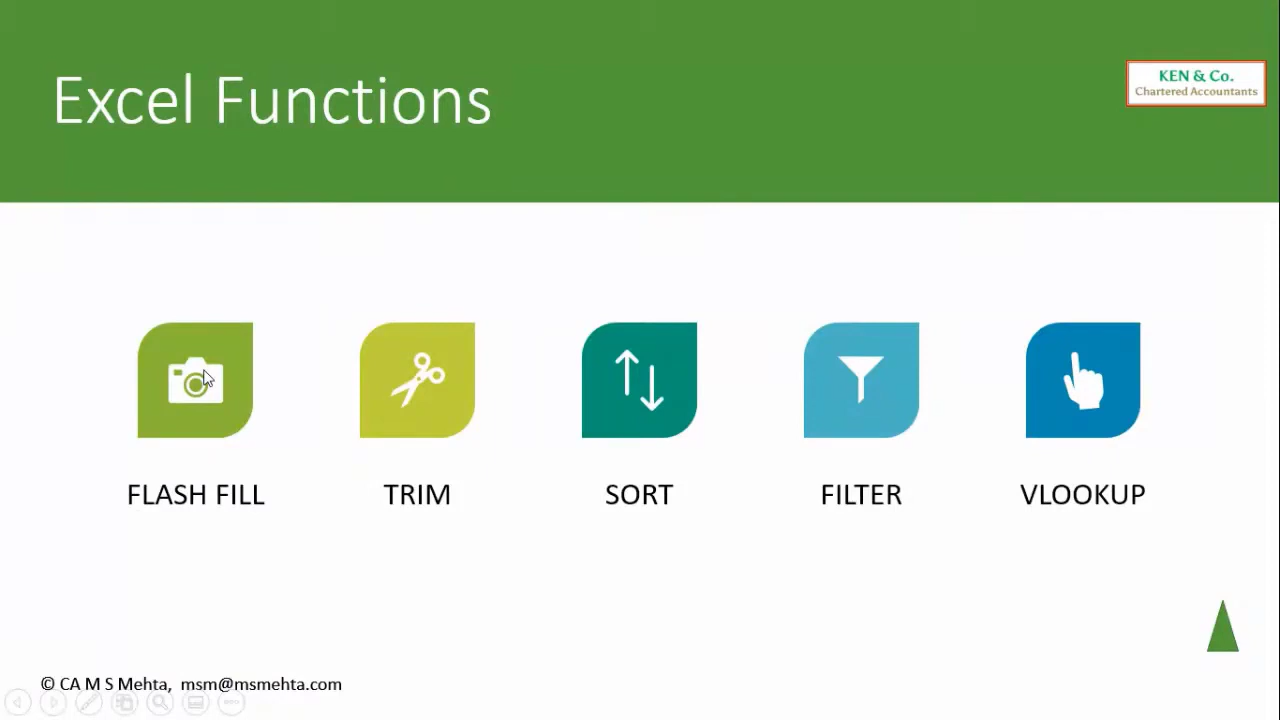 Excel Functions
KEN & Co.
Chartered Accountants
FLASH FILL
TRIM
SORT
FILTER
VLOOKUP
© CA M S Mehta, msm@msmehta.com